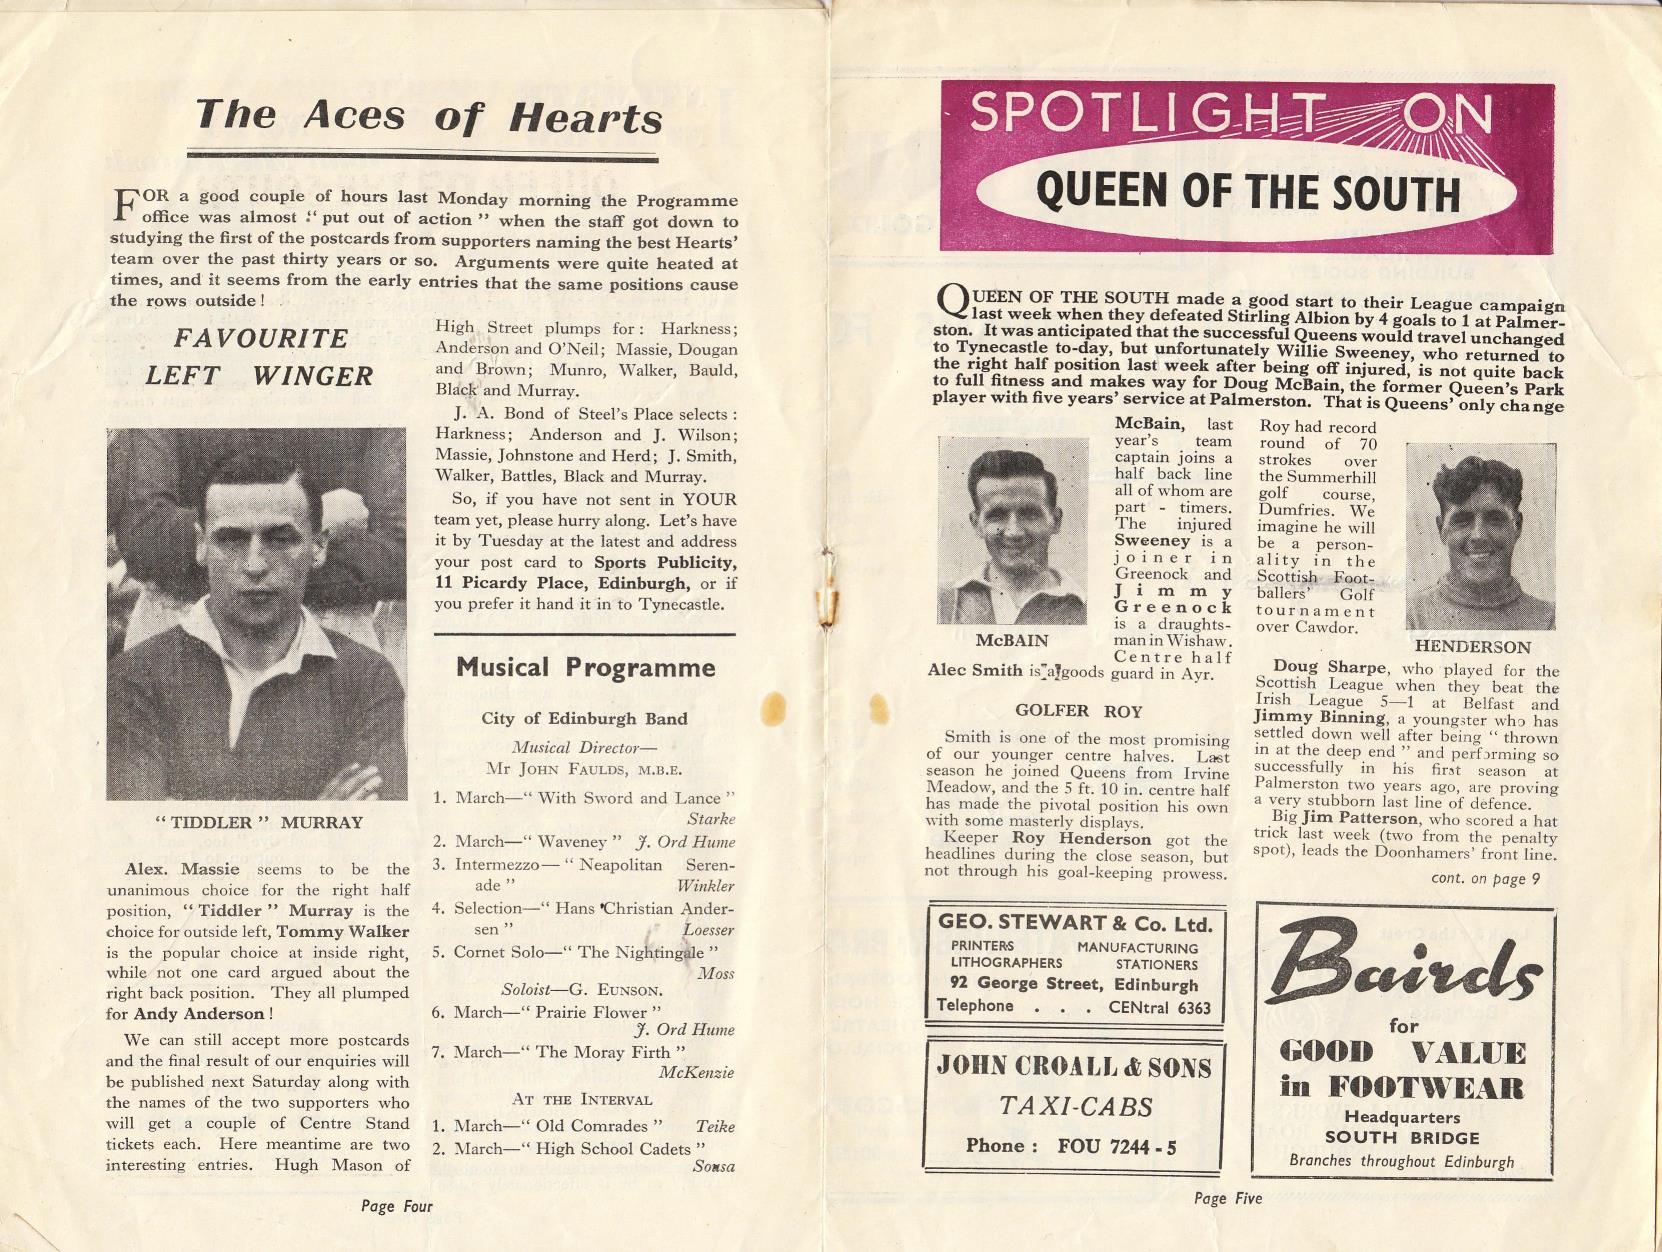 The Aces of Hearts
FOR a good couple of hours last Monday morning the Programme
office was almost “ put out of action ” when the staff got down to
studying the first of the postcards from supporters naming the best Hearts’
team over the past thirty years or so. Arguments were quite heated at
times, and it seems from the early entries that the same positions cause
the rows outside !
FAVOURITE
LEFT WINGER
“ TIDDLER ” MURRAY
Alex. Massie seems to be the
unanimous choice for the right half
position, “ Tiddler ” Murray is the
choice for outside left, Tommy Walker
is the popular choice at inside right,
while not one card argued about the
right back position. They all plumped
for Andy Anderson !
We can still accept more postcards
and the final result of our enquiries will
be published next Saturday along with
the names of the two supporters who
will get a couple of Centre Stand
tickets each. Here meantime are two
interesting entries. Hugh Mason of
High Street plumps for : Harkness;
Anderson and O’Neil; Massie, Dougan
and Brown; Munro, Walker, Bauld,
Black and Murray.
J. A. Bond of Steel’s Place selects :
Harkness; Anderson and J. Wilson;
Massie, Johnstone and Herd; J. Smith,
Walker, Battles, Black and Murray.
So, if you have not sent in YOUR
team yet, please hurry along. Let’s have
it by Tuesday at the latest and address
your post card to Sports Publicity,
11 Picardy Place, Edinburgh, or if
you prefer it hand it in to Tynecastle.
Musical Programme
City of Edinburgh Band
Musical Director—
Mr JOHN FAULDS, M.B.E.
1. March—“ With Sword and Lance ”
Starke
2. March—“ Waveney ” J. Ord Hume
3. Intermezzo—“ Neapolitan Seren-
ade ” Winkler
4. Selection—“ Hans Christian Ander-
sen ” Loesser
5. Cornet Solo—“ The Nightingale ”
Moss
Soloist—G. EUNSON.
6. March—“ Prairie Flower ”
J. Ord Hume
7. March—“ The Moray Firth ”
McKenzie
AT THE INTERVAL
1. March—“ Old Comrades ” Teike
2. March—“ High School Cadets ”
Sousa
Page Four
SPOTLIGHT ON
QUEEN OF THE SOUTH
QUEEN OF THE SOUTH made a good start to their League campaign
last week when they defeated Stirling Albion by 4 goals to 1 at Palmer-
ston. It was anticipated that the successful Queens would travel unchanged
to Tynecastle to-day, but unfortunately Willie Sweeney, who returned to
the right half position last week after being off injured, is not quite back
to full fitness and makes way for Doug McBain, the former Queen’s Park
player with five years’ service at Palmerston. That is Queens’ only change
McBAIN
McBain, last
year’s team
captain joins a
half back line
all of whom are
part - timers.
The injured
Sweeney is a
joiner in
Greenock and
Jimmy
Greenock
is a draughts-
man in Wishaw.
Centre half
Alec Smith is a goods guard in Ayr.
GOLFER ROY
Smith is one of the most promising
of our younger centre halves. Last
season he joined Queens from Irvine
Meadow, and the 5 ft. 10 in. centre half
has made the pivotal position his own
with some masterly displays.
Keeper Roy Henderson got the
headlines during the close season, but
not through his goal-keeping prowess.
Roy had record
round of 70
strokes over
the Summerhill
golf course,
Dumfries. We
imagine he will
be a person-
ality in the
Scottish Foot-
ballers’ Golf
tournament
over Cawdor.
HENDERSON
Doug Sharpe, who played for the
Scottish League when they beat the
Irish League 5—1 at Belfast and
Jimmy Binning, a youngster who has
settled down well after being “ thrown
in at the deep end ” and performing so
successfully in his first season at
Palmerston two years ago, are proving
a very stubborn last line of defence.
Big Jim Patterson, who scored a hat
trick last week (two from the penalty
spot), leads the Doonhamers’ front line.
cont. on page 9
GEO. STEWART & Co. Ltd.
PRINTERS MANUFACTURING
LITHOGRAPHERS STATIONERS
92 George Street, Edinburgh
Telephone . . . CENtral 6363
JOHN CROALL & SONS
TAXI-CABS
Phone : FOU 7244 - 5
Bairds
for
GOOD VALUE
in FOOTWEAR
Headquarters
SOUTH BRIDGE
Branches throughout Edinburgh
Page Five